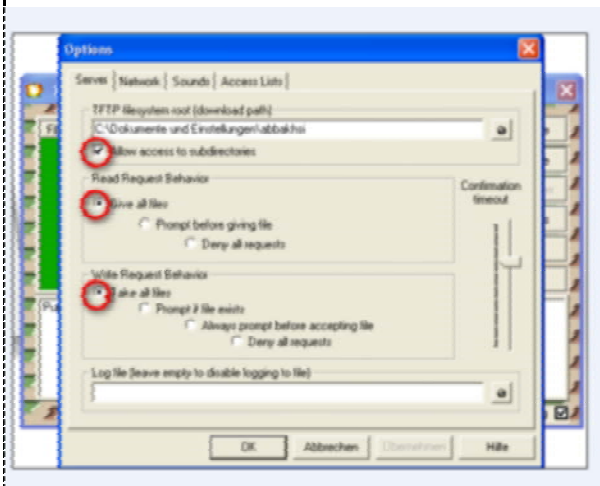 Options
Server Network Sounds Access Lists
TFTP filesystem root (download path)
C:\Dokumente und Einstellungen\abbakhsi
Allow access to subdirectories
Read Request Behavior
Give all files
Prompt before giving file
Deny all requests
Confirmation
timeout
Write Request Behavior
Take all files
Prompt if file exists
Always prompt before accepting file
Deny all requests
Log file (leave empty to disable logging to file)
OK Abbrechen Übernehmen Hilfe